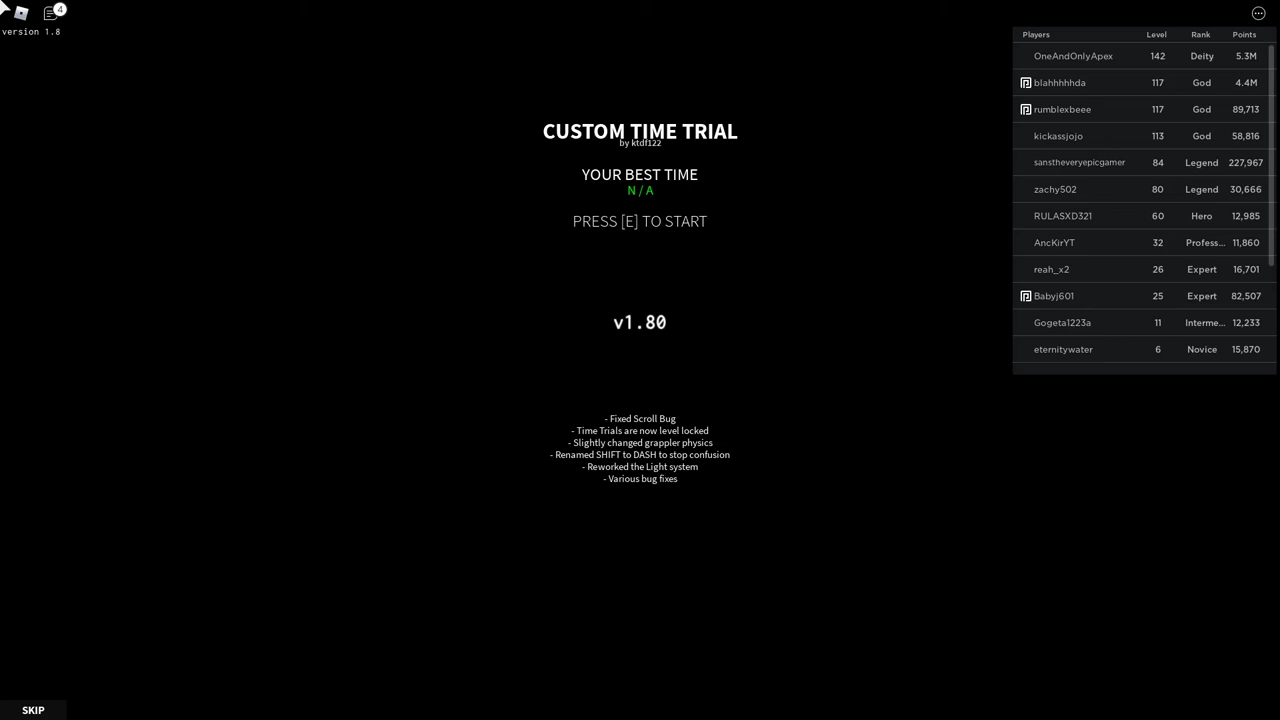 4
version 1.8
Players Level Rank Points
OneAndOnlyApex 142 Deity 5.3M
blahhhhhda 117 God 4.4M
rumblexbeee 117 God 89,713
kickassjojo 113 God 58,816
sanstheveryepicgamer 84 Legend 227,967
zachy502 80 Legend 30,666
RULASXD321 60 Hero 12,985
AncKirYT 32 Profess... 11,860
reah_x2 26 Expert 16,701
Babyj601 25 Expert 82,507
Gogeta1223a 11 Interme... 12,233
eternitywater 6 Novice 15,870
CUSTOM TIME TRIAL
by ktdf122
YOUR BEST TIME
N / A
PRESS [E] TO START
v1.80
- Fixed Scroll Bug
- Time Trials are now level locked
- Slightly changed grappler physics
- Renamed SHIFT to DASH to stop confusion
- Reworked the Light system
- Various bug fixes
SKIP